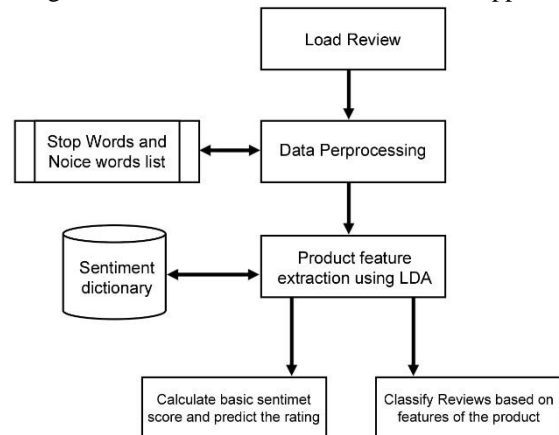 Load Review
Stop Words and
Noice words list
Data Perprocessing
Sentiment
dictionary
Product feature
extraction using LDA
Calculate basic sentimet
score and predict the rating
Classify Reviews based on
features of the product